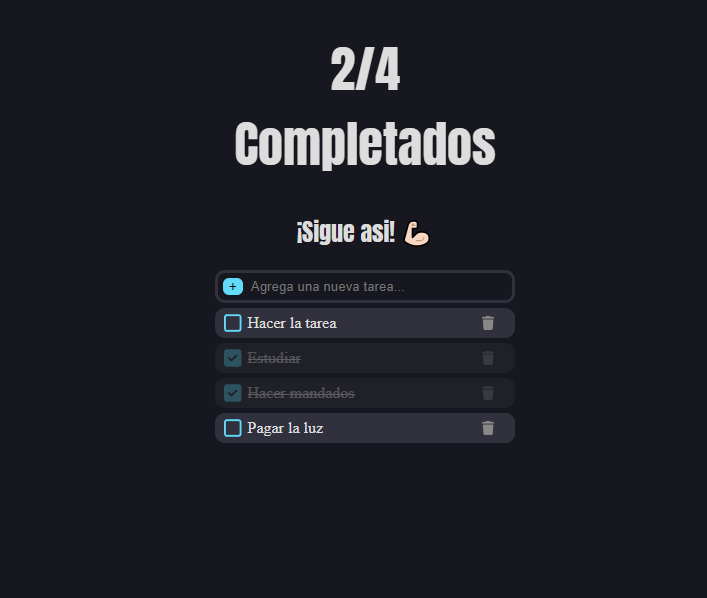 2/4
Completados
¡Sigue asi! 💪🏻
+ Agrega una nueva tarea...
Hacer la tarea
Estudiar
Hacer mandados
Pagar la luz